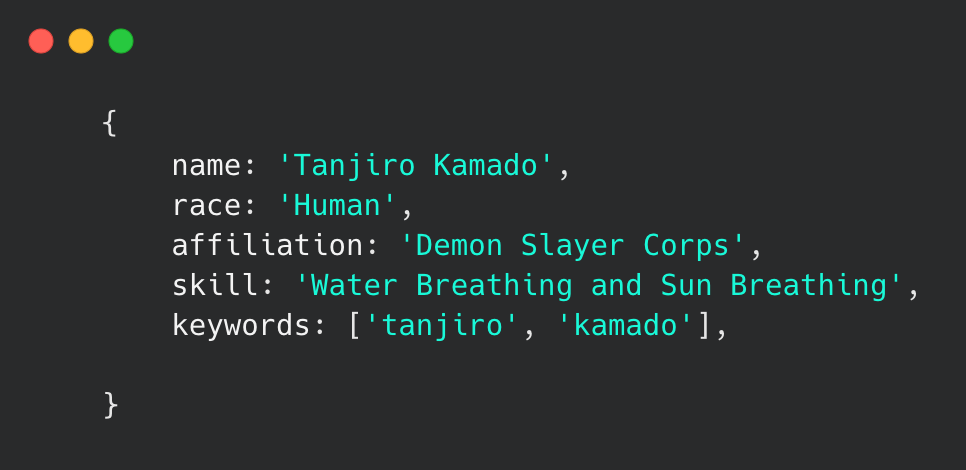 {
name: 'Tanjiro Kamado',
race: 'Human',
affiliation: 'Demon Slayer Corps',
skill: 'Water Breathing and Sun Breathing',
keywords: ['tanjiro', 'kamado'],
}